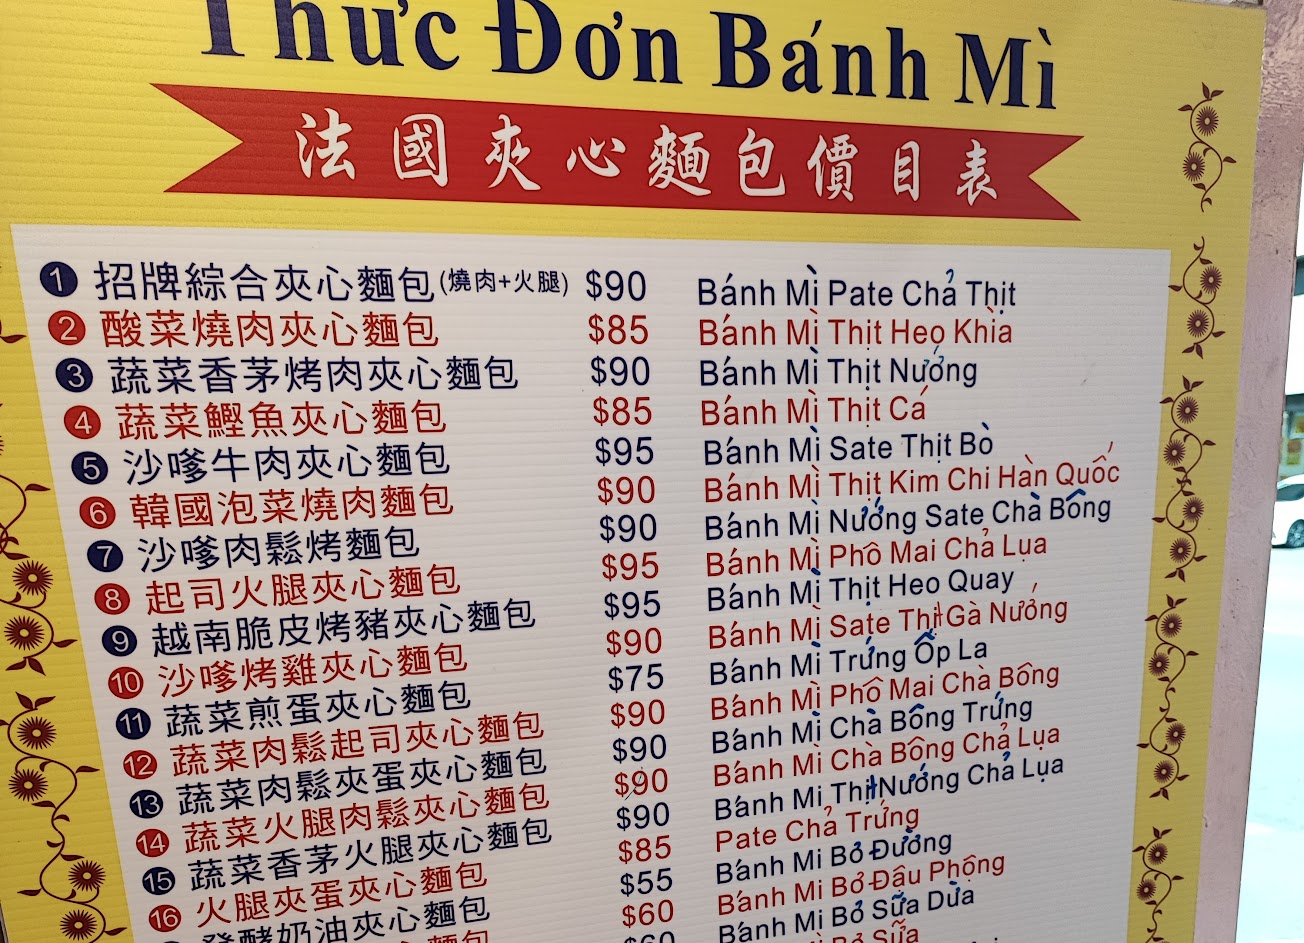 Thức Đơn Bánh Mì
法國夾心麵包價目表
1 招牌綜合夾心麵包(燒肉+火腿) $90 Bánh Mì Pate Chả Thịt
2 酸菜燒肉夾心麵包 $85 Bánh Mì Thịt Heo Khìa
3 蔬菜香茅烤肉夾心麵包 $90 Bánh Mì Thịt Nướng
4 蔬菜鰹魚夾心麵包 $85 Bánh Mì Thịt Cá
5 沙嗲牛肉夾心麵包 $95 Bánh Mì Sate Thịt Bò
6 韓國泡菜燒肉麵包 $90 Bánh Mì Thịt Kim Chi Hàn Quốc
7 沙嗲肉鬆烤麵包 $90 Bánh Mì Nướng Sate Chà Bông
8 起司火腿夾心麵包 $95 Bánh Mì Phô Mai Chả Lụa
9 越南脆皮烤豬夾心麵包 $95 Bánh Mì Thịt Heo Quay
10 沙嗲烤雞夾心麵包 $90 Bánh Mì Sate Thịt Gà Nướng
11 蔬菜煎蛋夾心麵包 $75 Bánh Mì Trứng Ốp La
12 蔬菜肉鬆起司夾心麵包 $90 Bánh Mì Phô Mai Chà Bông
13 蔬菜肉鬆夾蛋夾心麵包 $90 Bánh Mì Chà Bông Trứng
14 蔬菜火腿肉鬆夾心麵包 $90 Bánh Mì Chà Bông Chả Lụa
15 蔬菜香茅火腿夾心麵包 $90 Bánh Mi Thịt Nướng Chả Lụa
16 火腿夾蛋夾心麵包 $85 Pate Chả Trứng
發酵奶油夾心麵包 $55 Bánh Mi Bơ Đường
$60 Bánh Mi Bơ Đậu Phộng
$60 Bánh Mi Bơ Sữa Dừa
Bơ Sữa